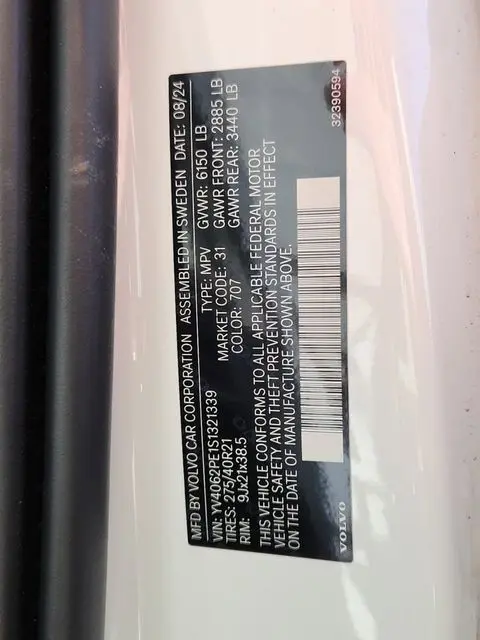 MFD BY VOLVO CAR CORPORATION ASSEMBLED IN SWEDEN DATE: 08/24
VIN: YV4062PE1S1321339 TYPE: MPV GVWR: 6150 LB
TIRES: 275/40R21 MARKET CODE: 31 GAWR FRONT: 2885 LB
RIM: 9Jx21x38.5 COLOR: 707 GAWR REAR: 3440 LB
THIS VEHICLE CONFORMS TO ALL APPLICABLE FEDERAL MOTOR
VEHICLE SAFETY AND THEFT PREVENTION STANDARDS IN EFFECT
ON THE DATE OF MANUFACTURE SHOWN ABOVE.
VOLVO 32390594